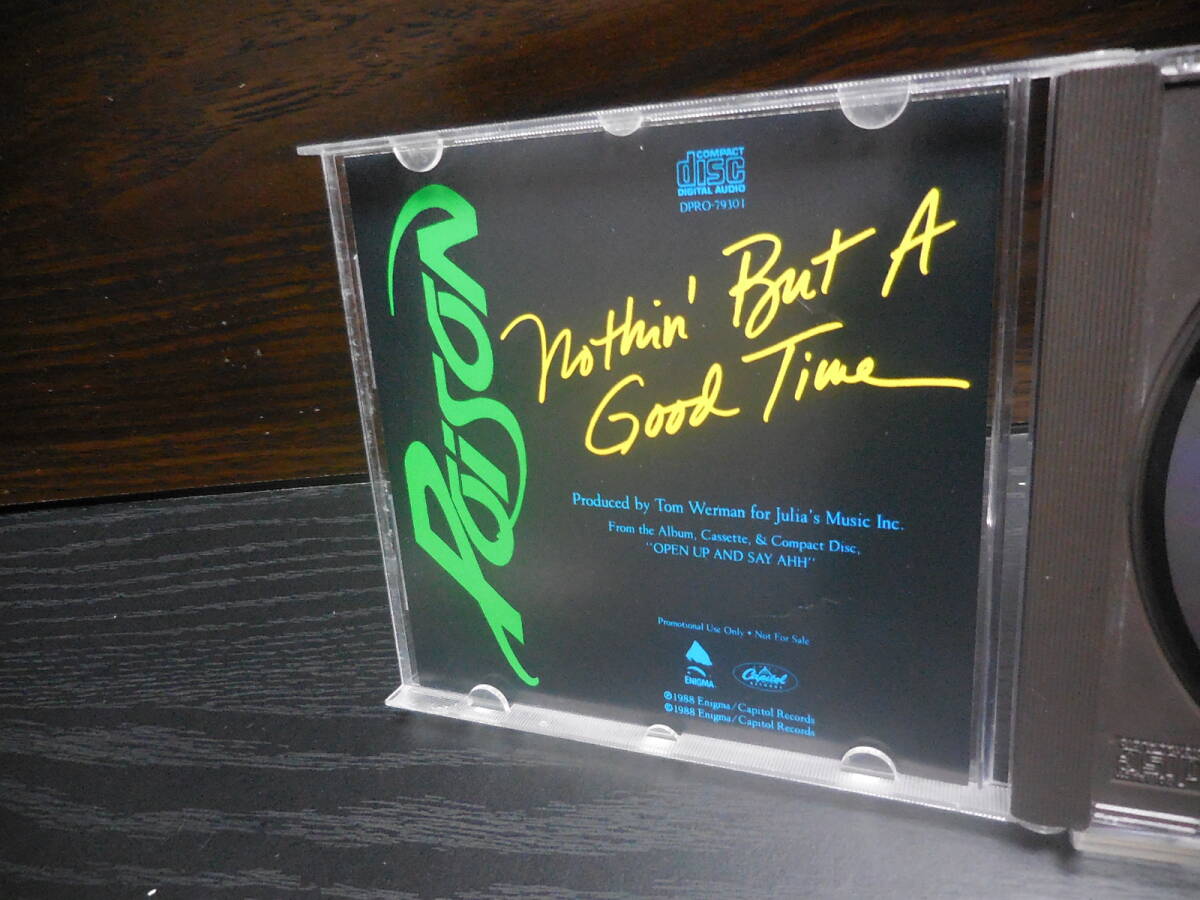 POISON
COMPACT
disc
DIGITAL AUDIO
DPRO-79301
Nothin' But A
Good Time
Produced by Tom Werman for Julia's Music Inc.
From the Album, Cassette, & Compact Disc,
"OPEN UP AND SAY AHH"
Promotional Use Only • Not For Sale
ENIGMA
Capitol
RECORDS
℗1988 Enigma/Capitol Records
©1988 Enigma/Capitol Records